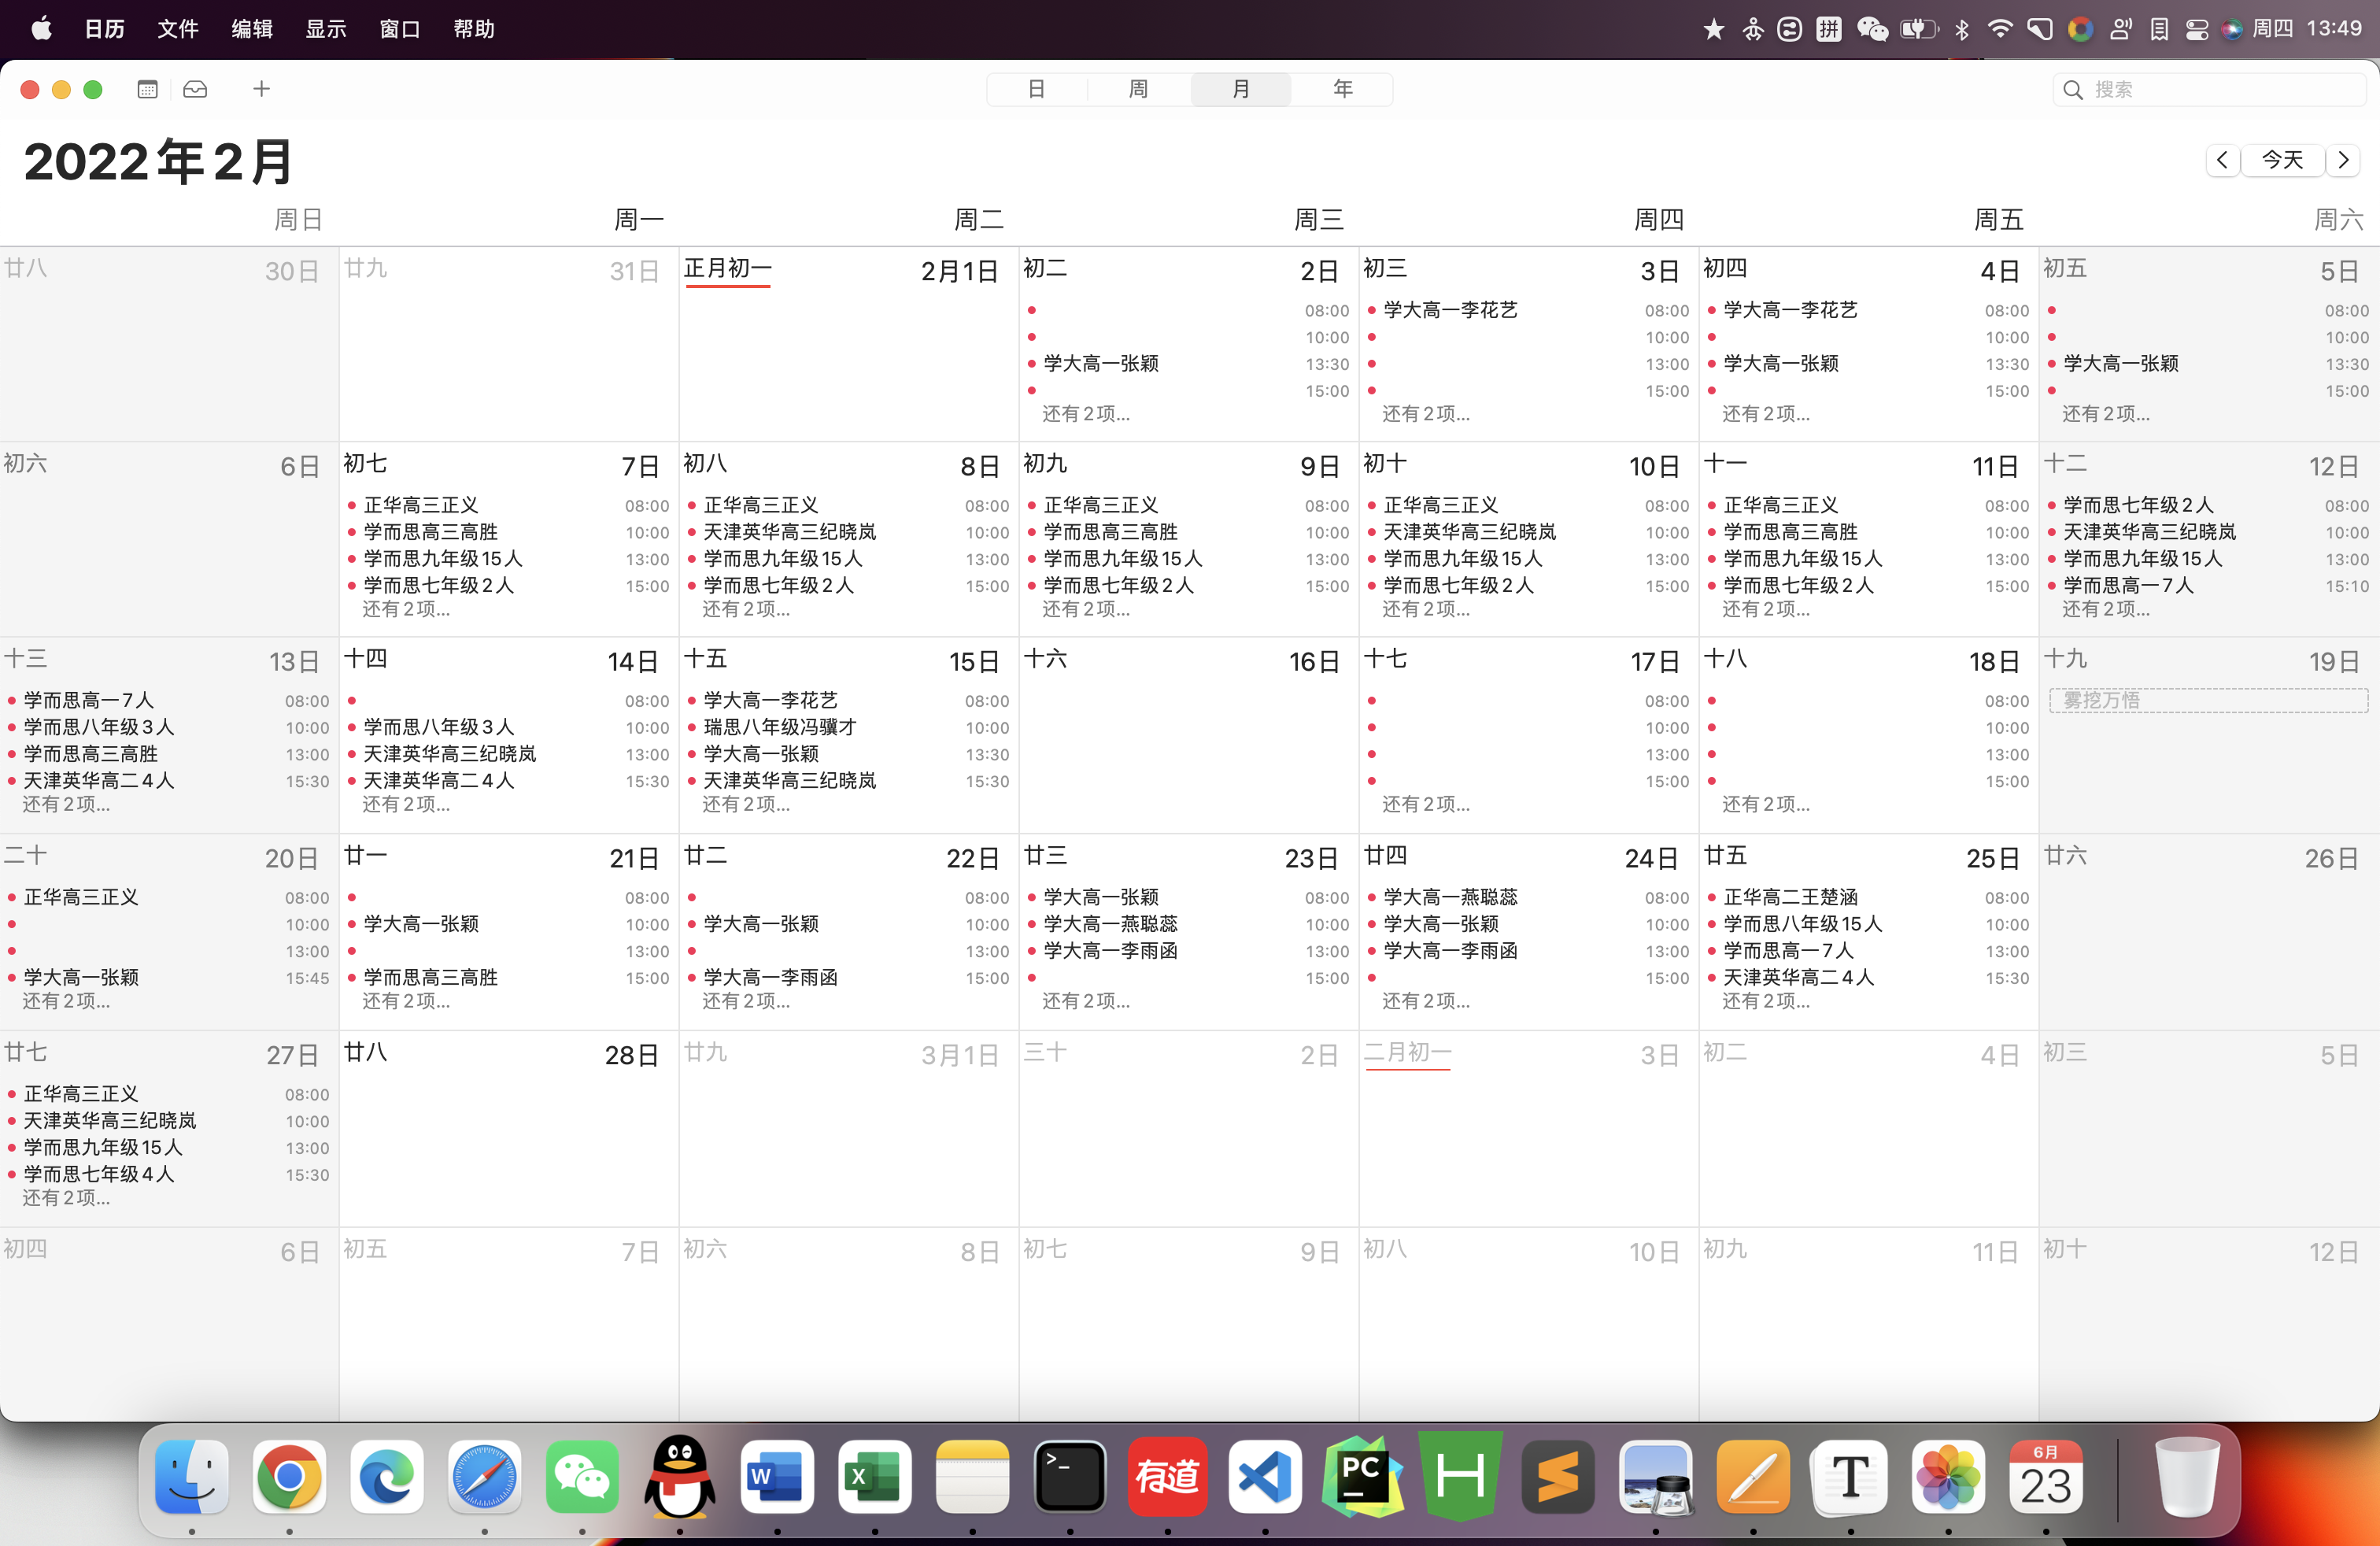 日历 文件 编辑 显示 窗口 帮助 拼 周四 13:49
日 周 月 年 搜索
2022年2月 今天
周日 周一 周二 周三 周四 周五 周六
廿八 30日 廿九 31日 正月初一 2月1日 初二 2日 初三 3日 初四 4日 初五 5日
08:00 学大高一李花艺 08:00 学大高一李花艺 08:00 08:00
10:00 10:00 10:00 10:00
学大高一张颖 13:30 13:00 学大高一张颖 13:30 学大高一张颖 13:30
15:00 15:00 15:00 15:00
还有2项... 还有2项... 还有2项... 还有2项...
初六 6日 初七 7日 初八 8日 初九 9日 初十 10日 十一 11日 十二 12日
正华高三正义 08:00 正华高三正义 08:00 正华高三正义 08:00 正华高三正义 08:00 正华高三正义 08:00 学而思七年级2人 08:00
学而思高三高胜 10:00 天津英华高三纪晓岚 10:00 学而思高三高胜 10:00 天津英华高三纪晓岚 10:00 学而思高三高胜 10:00 天津英华高三纪晓岚 10:00
学而思九年级15人 13:00 学而思九年级15人 13:00 学而思九年级15人 13:00 学而思九年级15人 13:00 学而思九年级15人 13:00 学而思九年级15人 13:00
学而思七年级2人 15:00 学而思七年级2人 15:00 学而思七年级2人 15:00 学而思七年级2人 15:00 学而思七年级2人 15:00 学而思高一7人 15:10
还有2项... 还有2项... 还有2项... 还有2项... 还有2项... 还有2项...
十三 13日 十四 14日 十五 15日 十六 16日 十七 17日 十八 18日 十九 19日
学而思高一7人 08:00 08:00 学大高一李花艺 08:00 08:00 08:00 雾挖万悟
学而思八年级3人 10:00 学而思八年级3人 10:00 瑞思八年级冯骥才 10:00 10:00 10:00
学而思高三高胜 13:00 天津英华高三纪晓岚 13:00 学大高一张颖 13:30 13:00 13:00
天津英华高二4人 15:30 天津英华高二4人 15:30 天津英华高三纪晓岚 15:30 15:00 15:00
还有2项... 还有2项... 还有2项... 还有2项... 还有2项...
二十 20日 廿一 21日 廿二 22日 廿三 23日 廿四 24日 廿五 25日 廿六 26日
正华高三正义 08:00 08:00 08:00 学大高一张颖 08:00 学大高一燕聪蕊 08:00 正华高二王楚涵 08:00
10:00 学大高一张颖 10:00 学大高一张颖 10:00 学大高一燕聪蕊 10:00 学大高一张颖 10:00 学而思八年级15人 10:00
13:00 13:00 13:00 学大高一李雨函 13:00 学大高一李雨函 13:00 学而思高一7人 13:00
学大高一张颖 15:45 学而思高三高胜 15:00 学大高一李雨函 15:00 15:00 15:00 天津英华高二4人 15:30
还有2项... 还有2项... 还有2项... 还有2项... 还有2项... 还有2项...
廿七 27日 廿八 28日 廿九 3月1日 三十 2日 二月初一 3日 初二 4日 初三 5日
正华高三正义 08:00
天津英华高三纪晓岚 10:00
学而思九年级15人 13:00
学而思七年级4人 15:30
还有2项...
初四 6日 初五 7日 初六 8日 初七 9日 初八 10日 初九 11日 初十 12日
W X >_ 有道 PC H T 6月 23